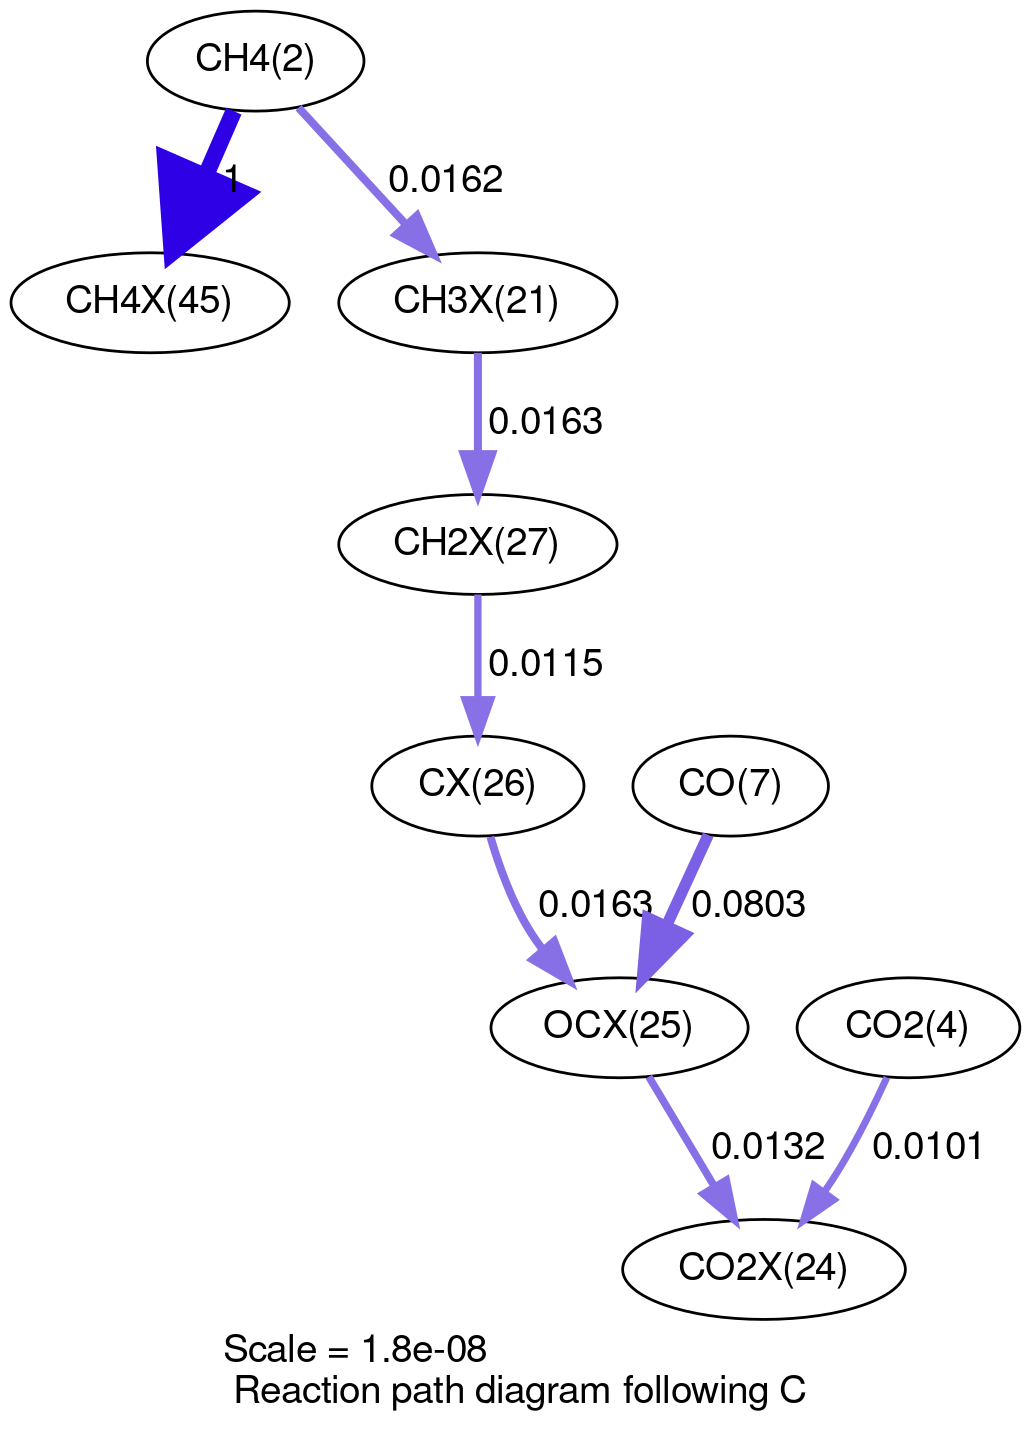 CH4(2)
1
0.0162
CH4X(45)
CH3X(21)
0.0163
CH2X(27)
0.0115
CX(26)
CO(7)
0.0163
0.0803
OCX(25)
CO2(4)
0.0132
0.0101
CO2X(24)
Scale = 1.8e-08
Reaction path diagram following C